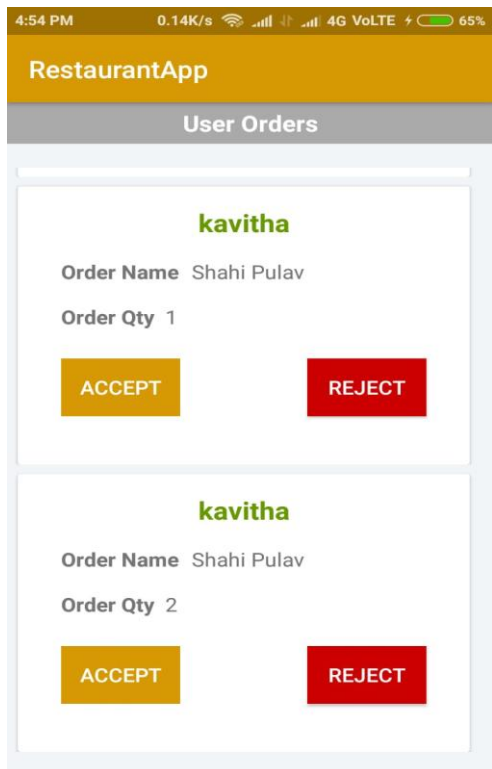 4:54 PM 0.14K/s 4G VoLTE 65%
RestaurantApp
User Orders
kavitha
Order Name Shahi Pulav
Order Qty 1
ACCEPT REJECT
kavitha
Order Name Shahi Pulav
Order Qty 2
ACCEPT REJECT